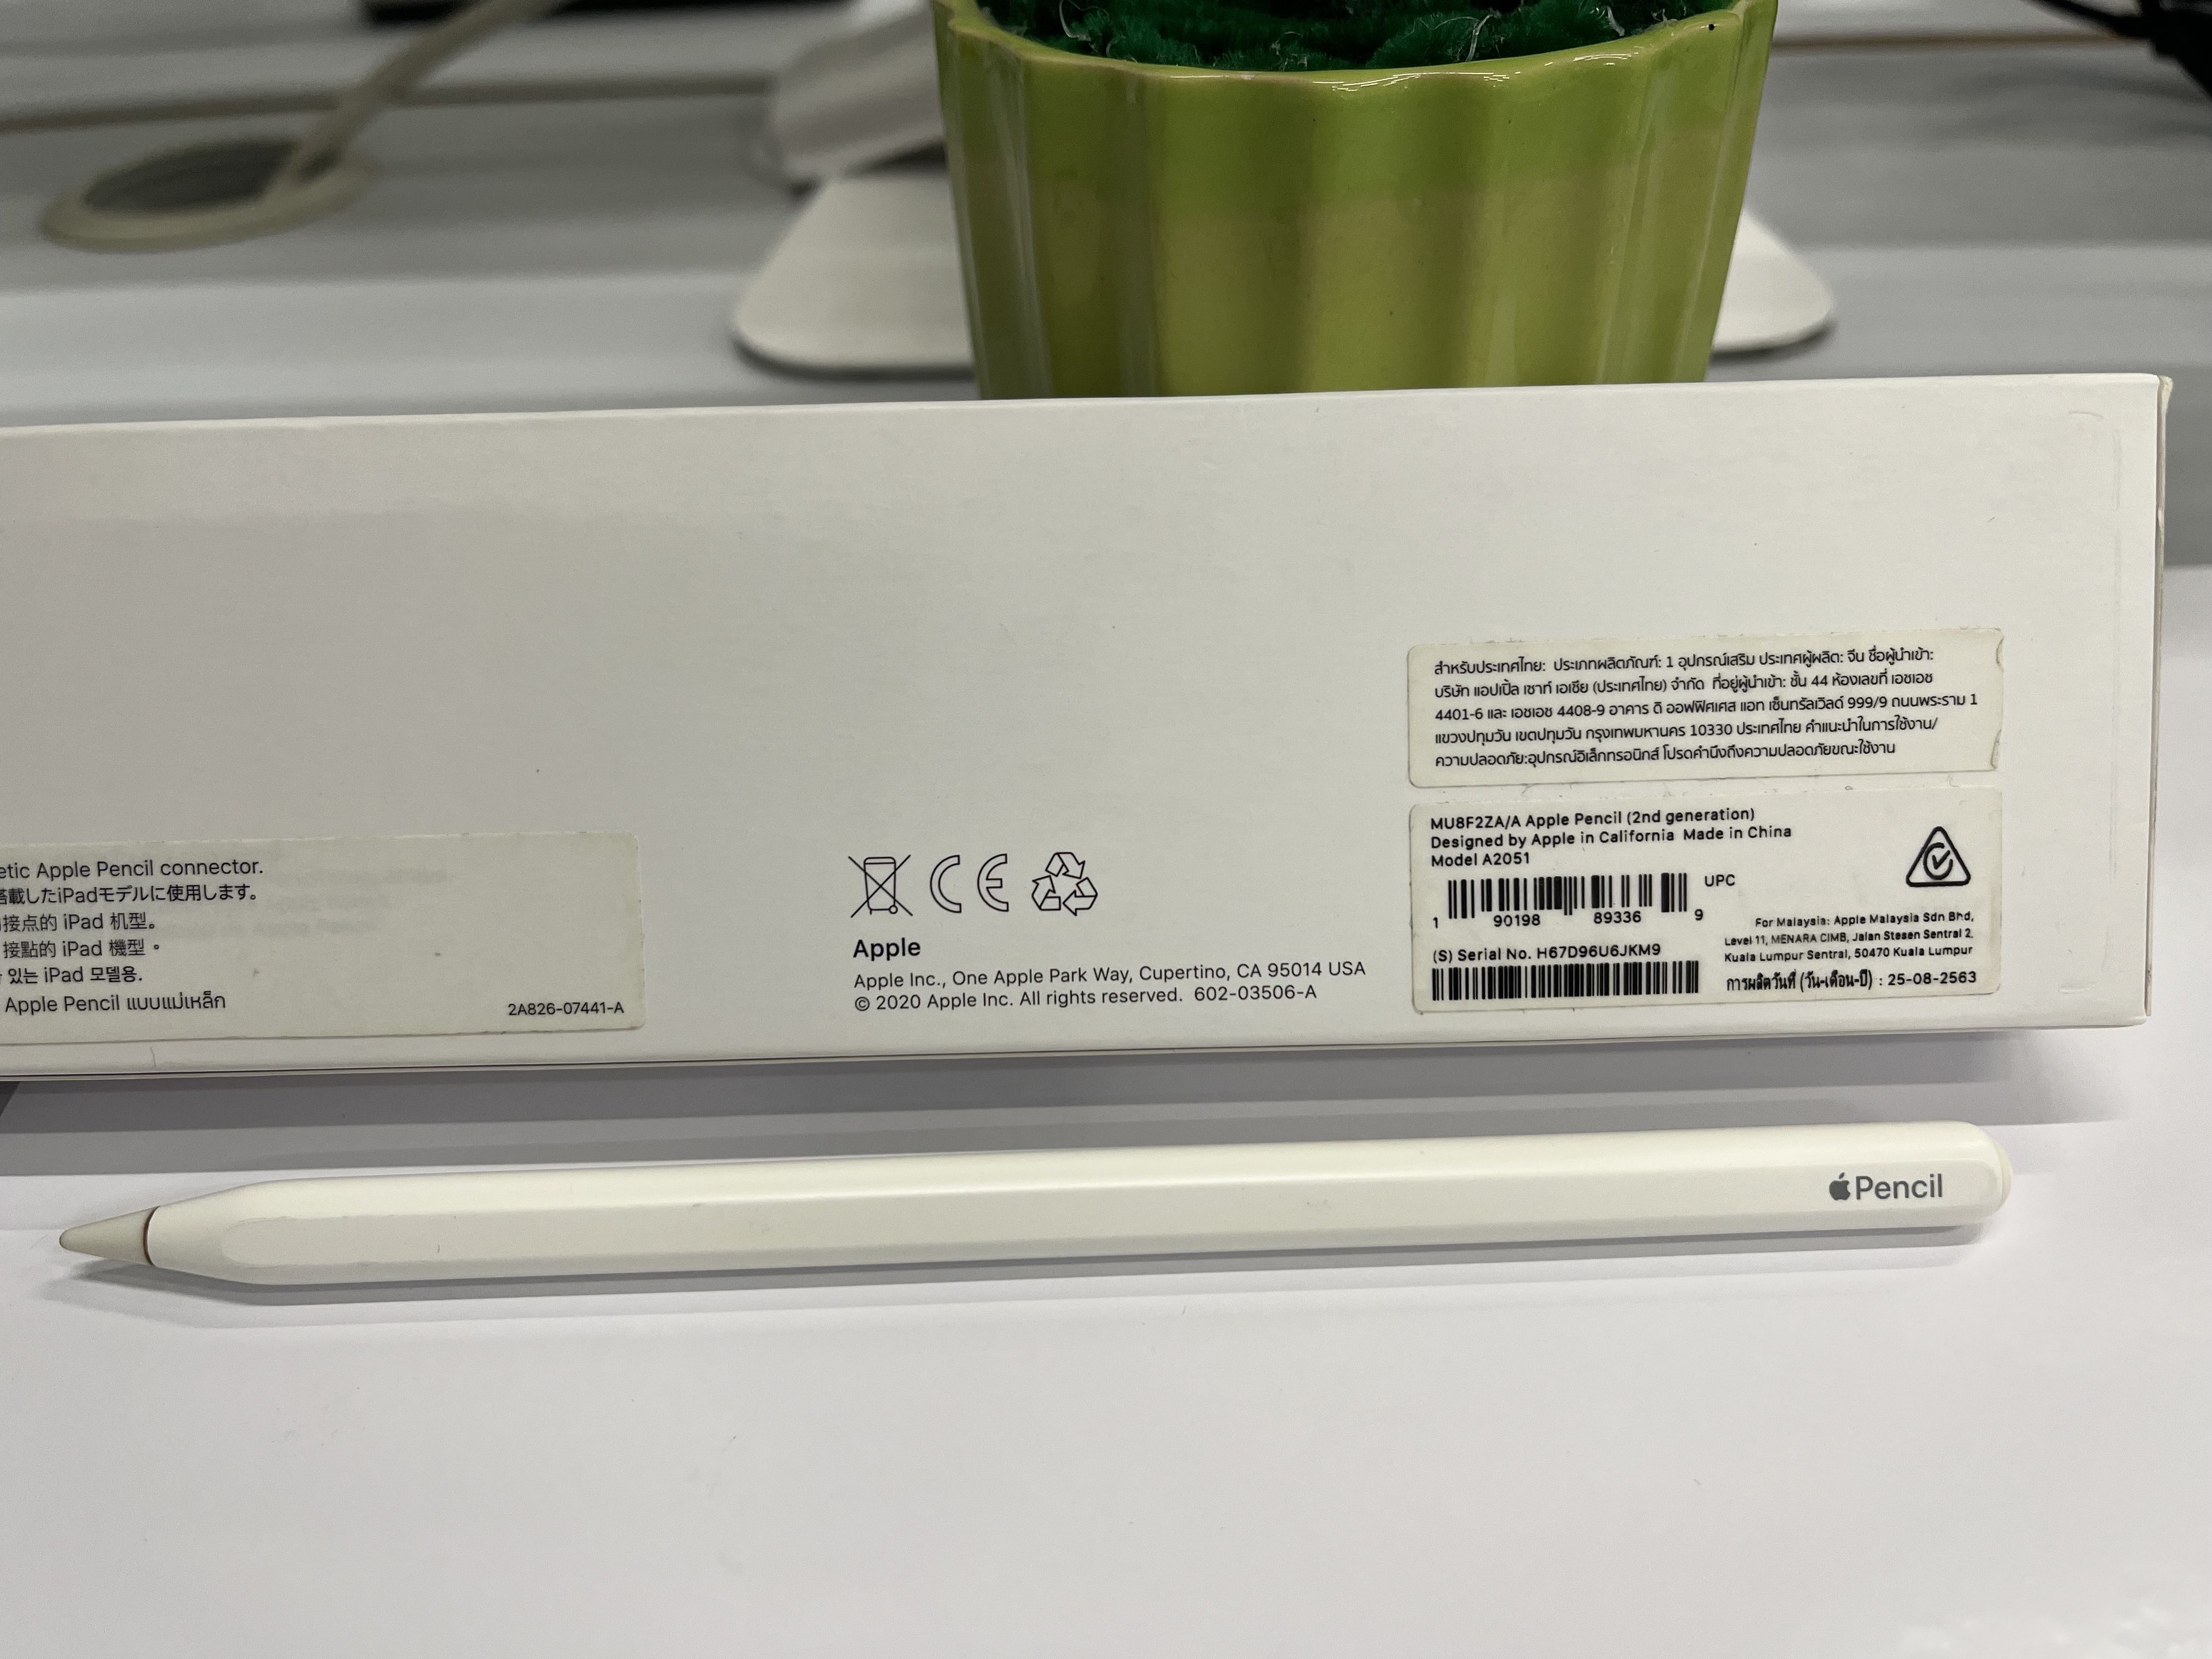 สำหรับประเทศไทย: ประเภทผลิตภัณฑ์: 1 อุปกรณ์เสริม ประเทศผู้ผลิต: จีน ชื่อผู้นำเข้า:
บริษัท แอปเปิ้ล เซาท์ เอเชีย (ประเทศไทย) จำกัด ที่อยู่ผู้นำเข้า: ชั้น 44 ห้องเลขที่ เอชเอช
4401-6 และ เอชเอช 4408-9 อาคาร ดิ ออฟฟิศเศส แอท เซ็นทรัลเวิลด์ 999/9 ถนนพระราม 1
แขวงปทุมวัน เขตปทุมวัน กรุงเทพมหานคร 10330 ประเทศไทย คำแนะนำในการใช้งาน/
ความปลอดภัย:อุปกรณ์อิเล็กทรอนิกส์ โปรดคำนึงถึงความปลอดภัยขณะใช้งาน
MU8F2ZA/A Apple Pencil (2nd generation)
Designed by Apple in California Made in China
Model A2051
UPC
1 90198 89336 9
(S) Serial No. H67D96U6JKM9
For Malaysia: Apple Malaysia Sdn Bhd,
Level 11, MENARA CIMB, Jalan Stesen Sentral 2,
Kuala Lumpur Sentral, 50470 Kuala Lumpur
การผลิตวันที่ (วัน-เดือน-ปี) : 25-08-2563
etic Apple Pencil connector.
搭載したiPadモデルに使用します。
接点的 iPad 机型。
接點的 iPad 機型。
있는 iPad 모델용.
Apple Pencil แบบแม่เหล็ก
2A826-07441-A
CE
Apple
Apple Inc., One Apple Park Way, Cupertino, CA 95014 USA
© 2020 Apple Inc. All rights reserved. 602-03506-A
Pencil